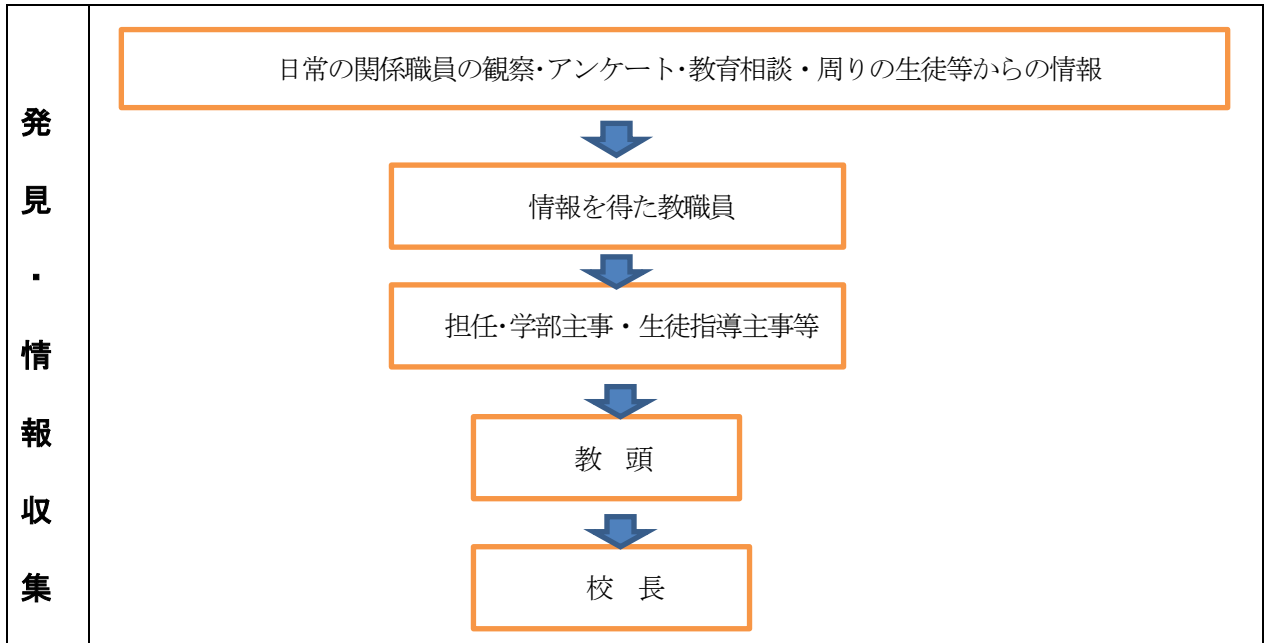 発見・情報収集
日常の関係職員の観察・アンケート・教育相談・周りの生徒等からの情報
情報を得た教職員
担任・学部主事・生徒指導主事等
教 頭
校 長